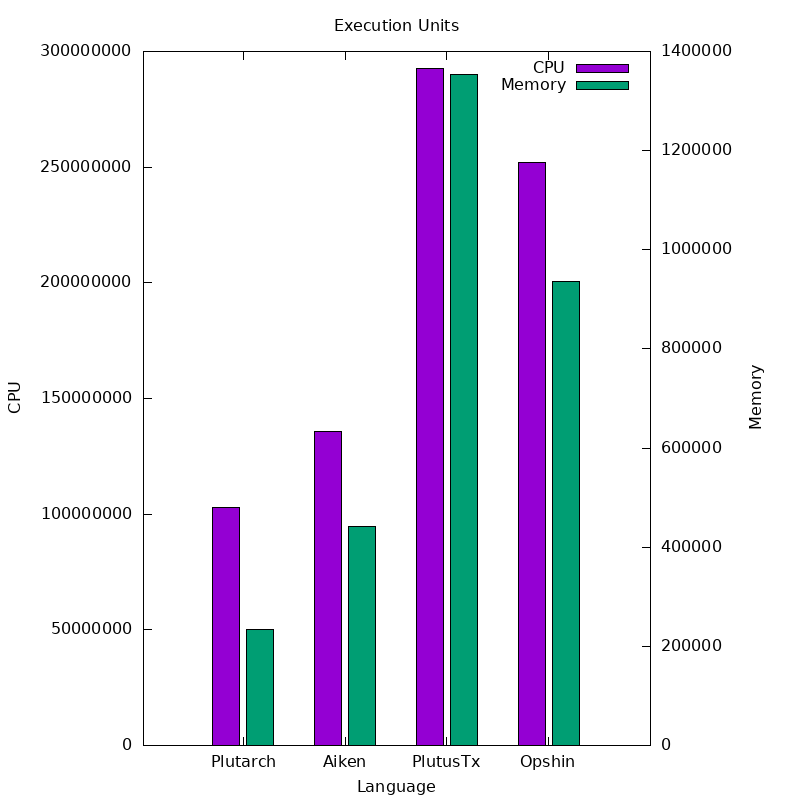 Execution Units
300000000
250000000
200000000
150000000
100000000
50000000
0
CPU
1400000
1200000
1000000
800000
600000
400000
200000
0
Memory
CPU
Memory
Plutarch Aiken PlutusTx Opshin
Language